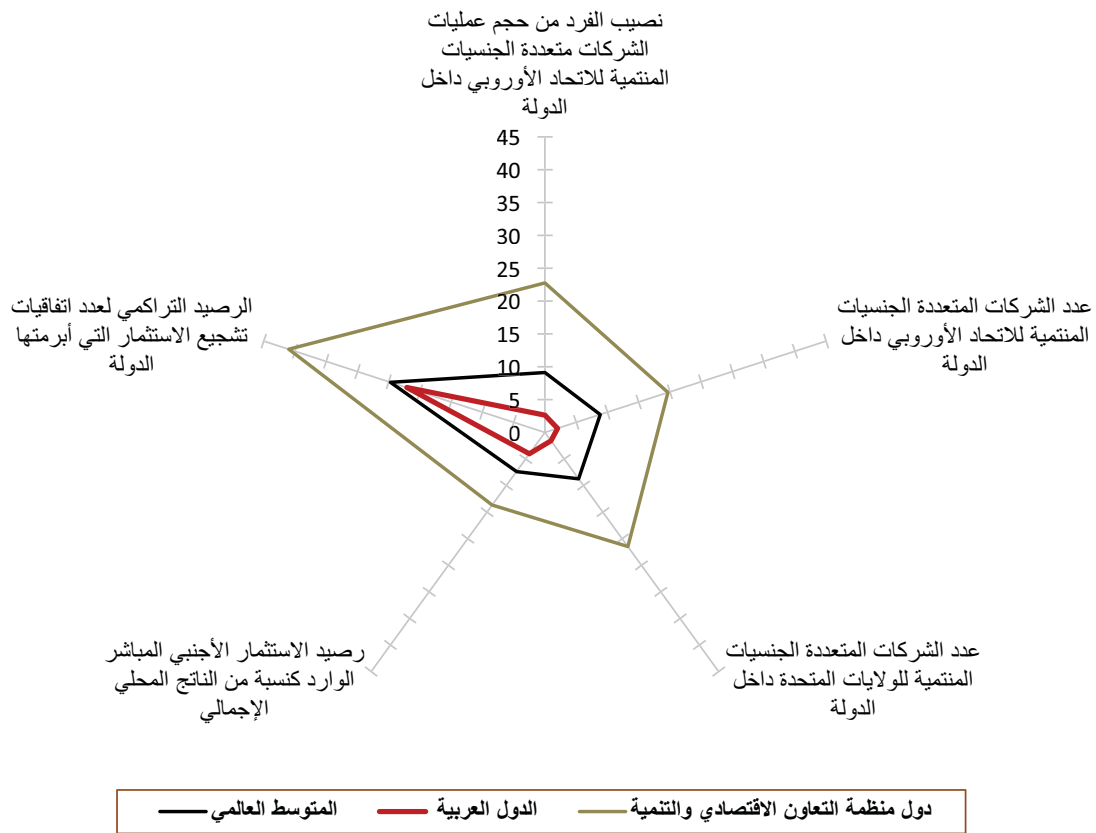 نصيب الفرد من حجم عمليات
الشركات متعددة الجنسيات
المنتمية للاتحاد الأوروبي داخل
الدولة
45
40
35
30
25
20
15
10
5
0
عدد الشركات المتعددة الجنسيات
المنتمية للاتحاد الأوروبي داخل
الدولة
الرصيد التراكمي لعدد اتفاقيات
تشجيع الاستثمار التي أبرمتها
الدولة
عدد الشركات المتعددة الجنسيات
المنتمية للولايات المتحدة داخل
الدولة
رصيد الاستثمار الأجنبي المباشر
الوارد كنسبة من الناتج المحلي
الإجمالي
دول منظمة التعاون الاقتصادي والتنمية الدول العربية المتوسط العالمي